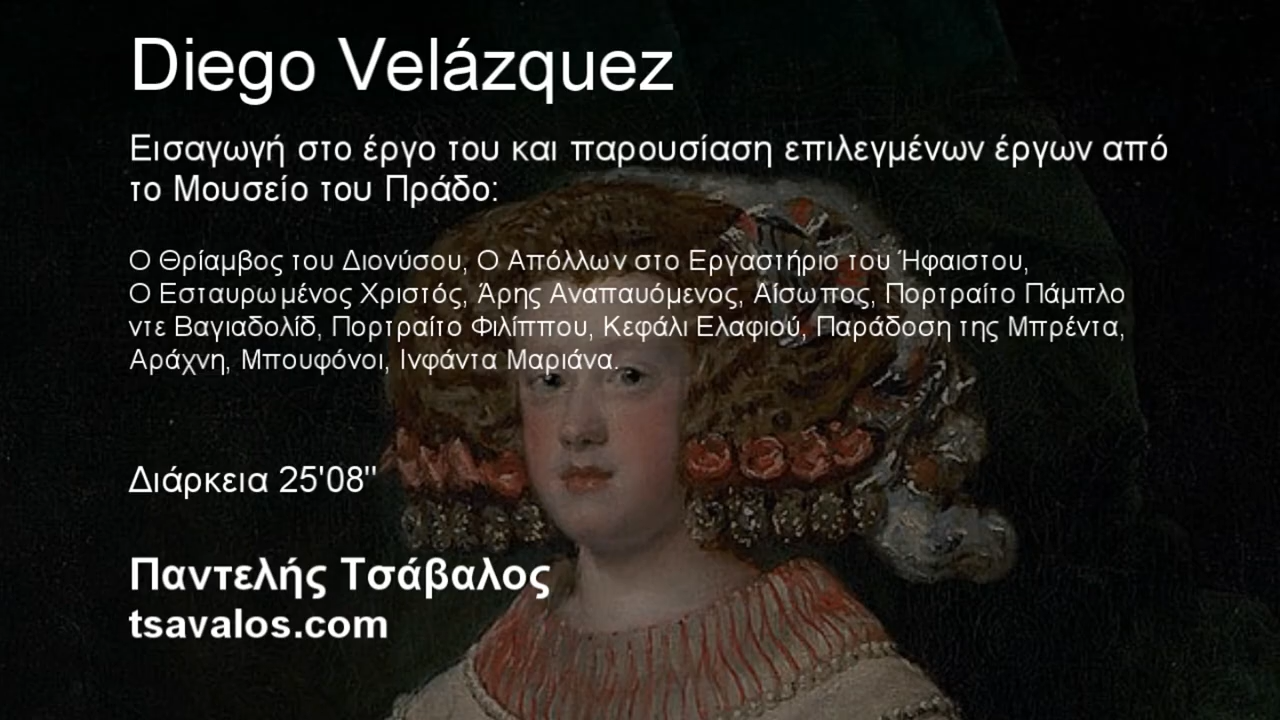 Diego Velázquez
Εισαγωγή στο έργο του και παρουσίαση επιλεγμένων έργων από
το Μουσείο του Πράδο:
Ο Θρίαμβος του Διονύσου, Ο Απόλλων στο Εργαστήριο του Ήφαιστου,
Ο Εσταυρωμένος Χριστός, Άρης Αναπαυόμενος, Αίσωπος, Πορτραίτο Πάμπλο
ντε Βαγιαδολίδ, Πορτραίτο Φιλίππου, Κεφάλι Ελαφιού, Παράδοση της Μπρέντα,
Αράχνη, Μπουφόνοι, Ινφάντα Μαριάνα.
Διάρκεια 25'08"
Παντελής Τσάβαλος
tsavalos.com